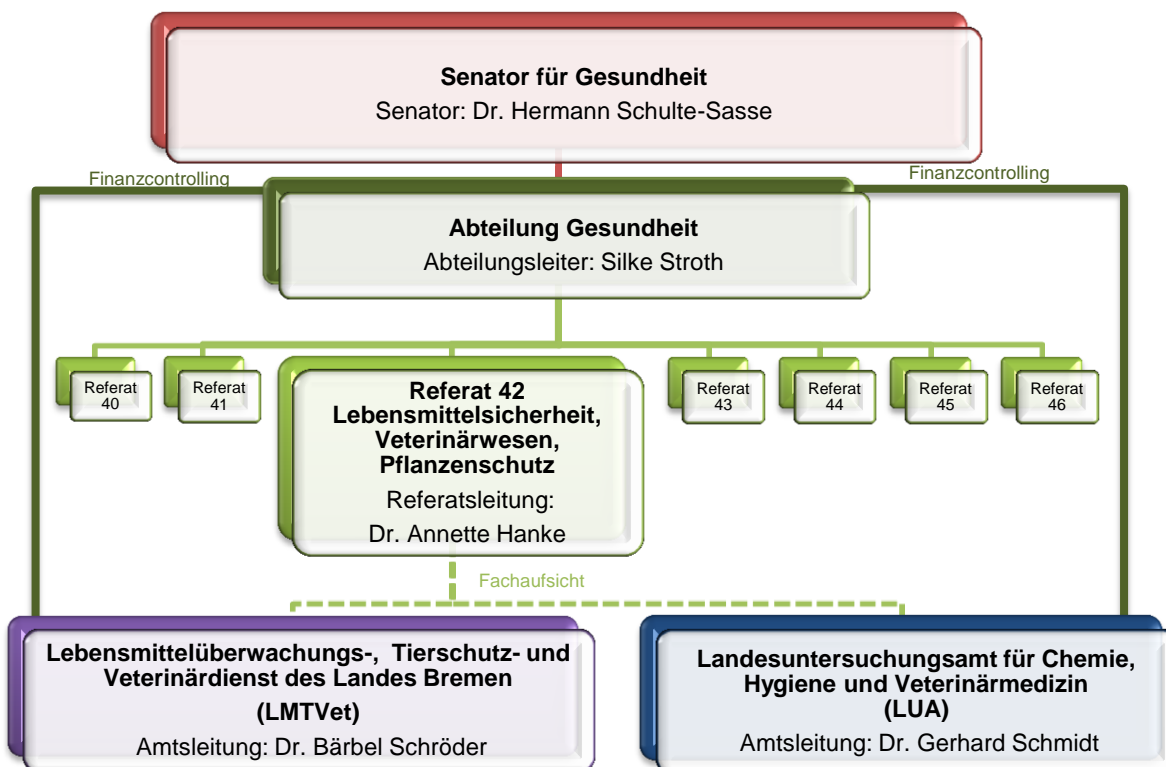 Senator für Gesundheit
Senator: Dr. Hermann Schulte-Sasse
Finanzcontrolling
Finanzcontrolling
Abteilung Gesundheit
Abteilungsleiter: Silke Stroth
Referat
40
Referat
41
Referat 42
Lebensmittelsicherheit,
Veterinärwesen,
Pflanzenschutz
Referatsleitung:
Dr. Annette Hanke
Referat
43
Referat
44
Referat
45
Referat
46
Fachaufsicht
Lebensmittelüberwachungs-, Tierschutz- und
Veterinärdienst des Landes Bremen
(LMTVet)
Amtsleitung: Dr. Bärbel Schröder
Landesuntersuchungsamt für Chemie,
Hygiene und Veterinärmedizin
(LUA)
Amtsleitung: Dr. Gerhard Schmidt